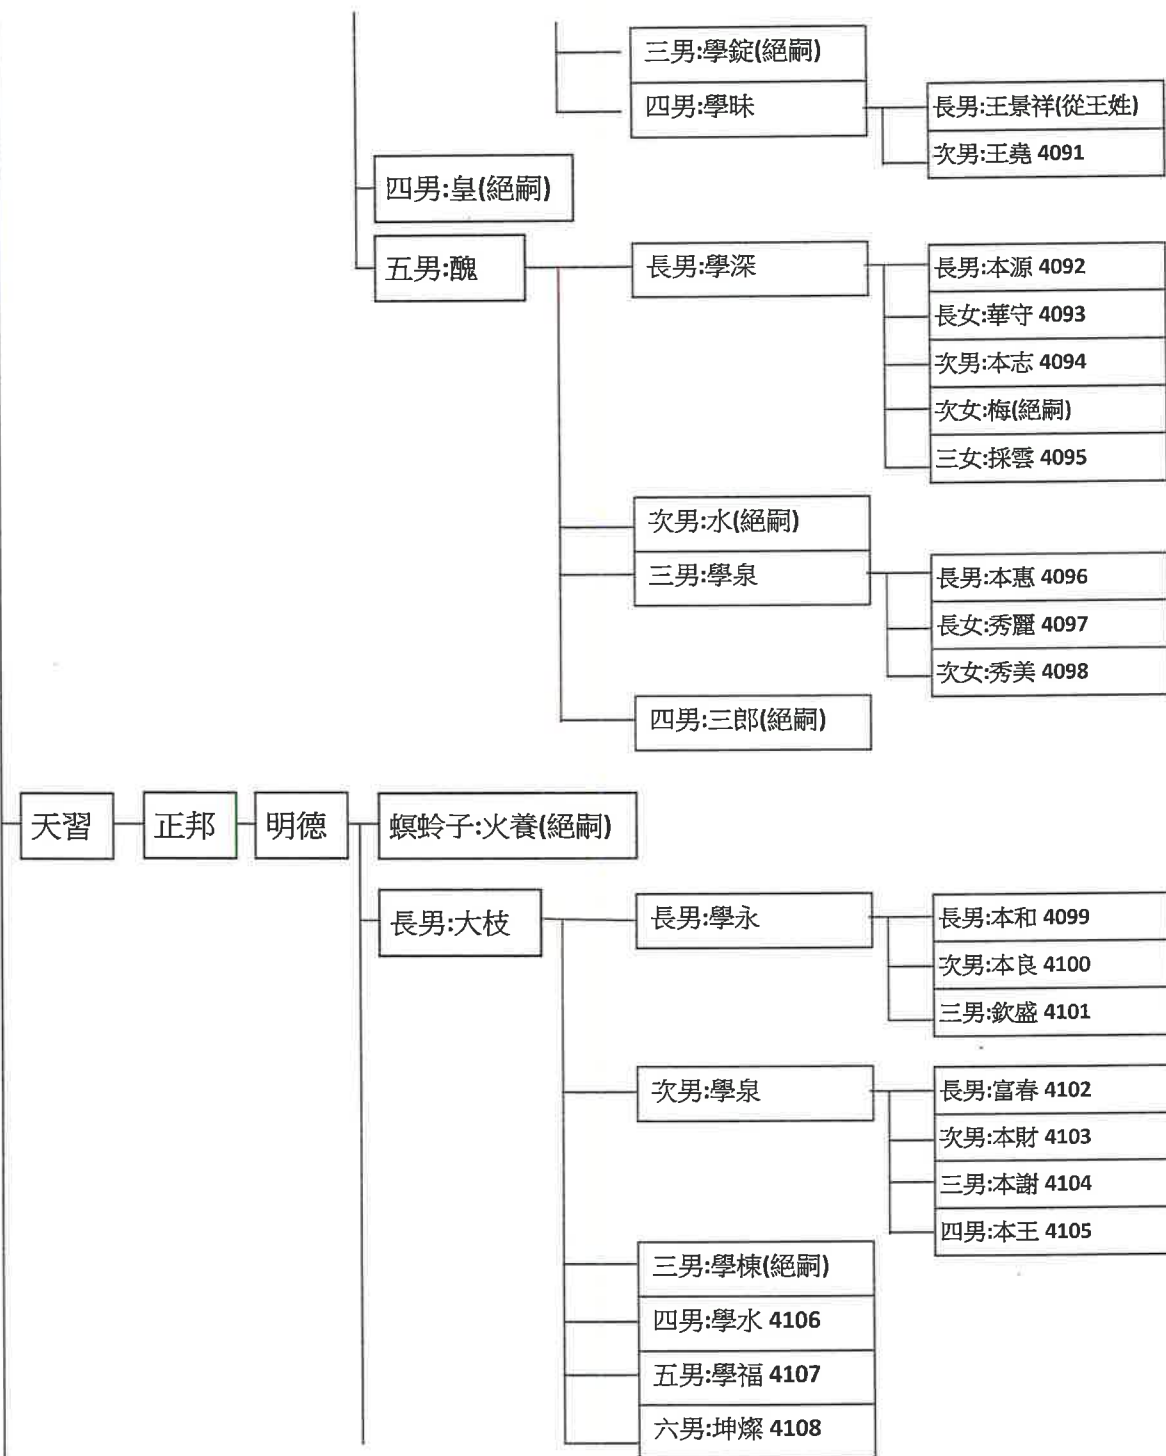 三男:學錠(絕嗣)
四男:學昧
長男:王景祥(從王姓)
次男:王堯 4091
四男:皇(絕嗣)
五男:醜
長男:學深
長男:本源 4092
長女:華守 4093
次男:本志 4094
次女:梅(絕嗣)
三女:採雲 4095
次男:水(絕嗣)
三男:學泉
長男:本惠 4096
長女:秀麗 4097
次女:秀美 4098
四男:三郎(絕嗣)
天習
正邦
明德
螟蛉子:火養(絕嗣)
長男:大枝
長男:學永
長男:本和 4099
次男:本良 4100
三男:欽盛 4101
次男:學泉
長男:富春 4102
次男:本財 4103
三男:本謝 4104
四男:本王 4105
三男:學棟(絕嗣)
四男:學水 4106
五男:學福 4107
六男:坤燦 4108